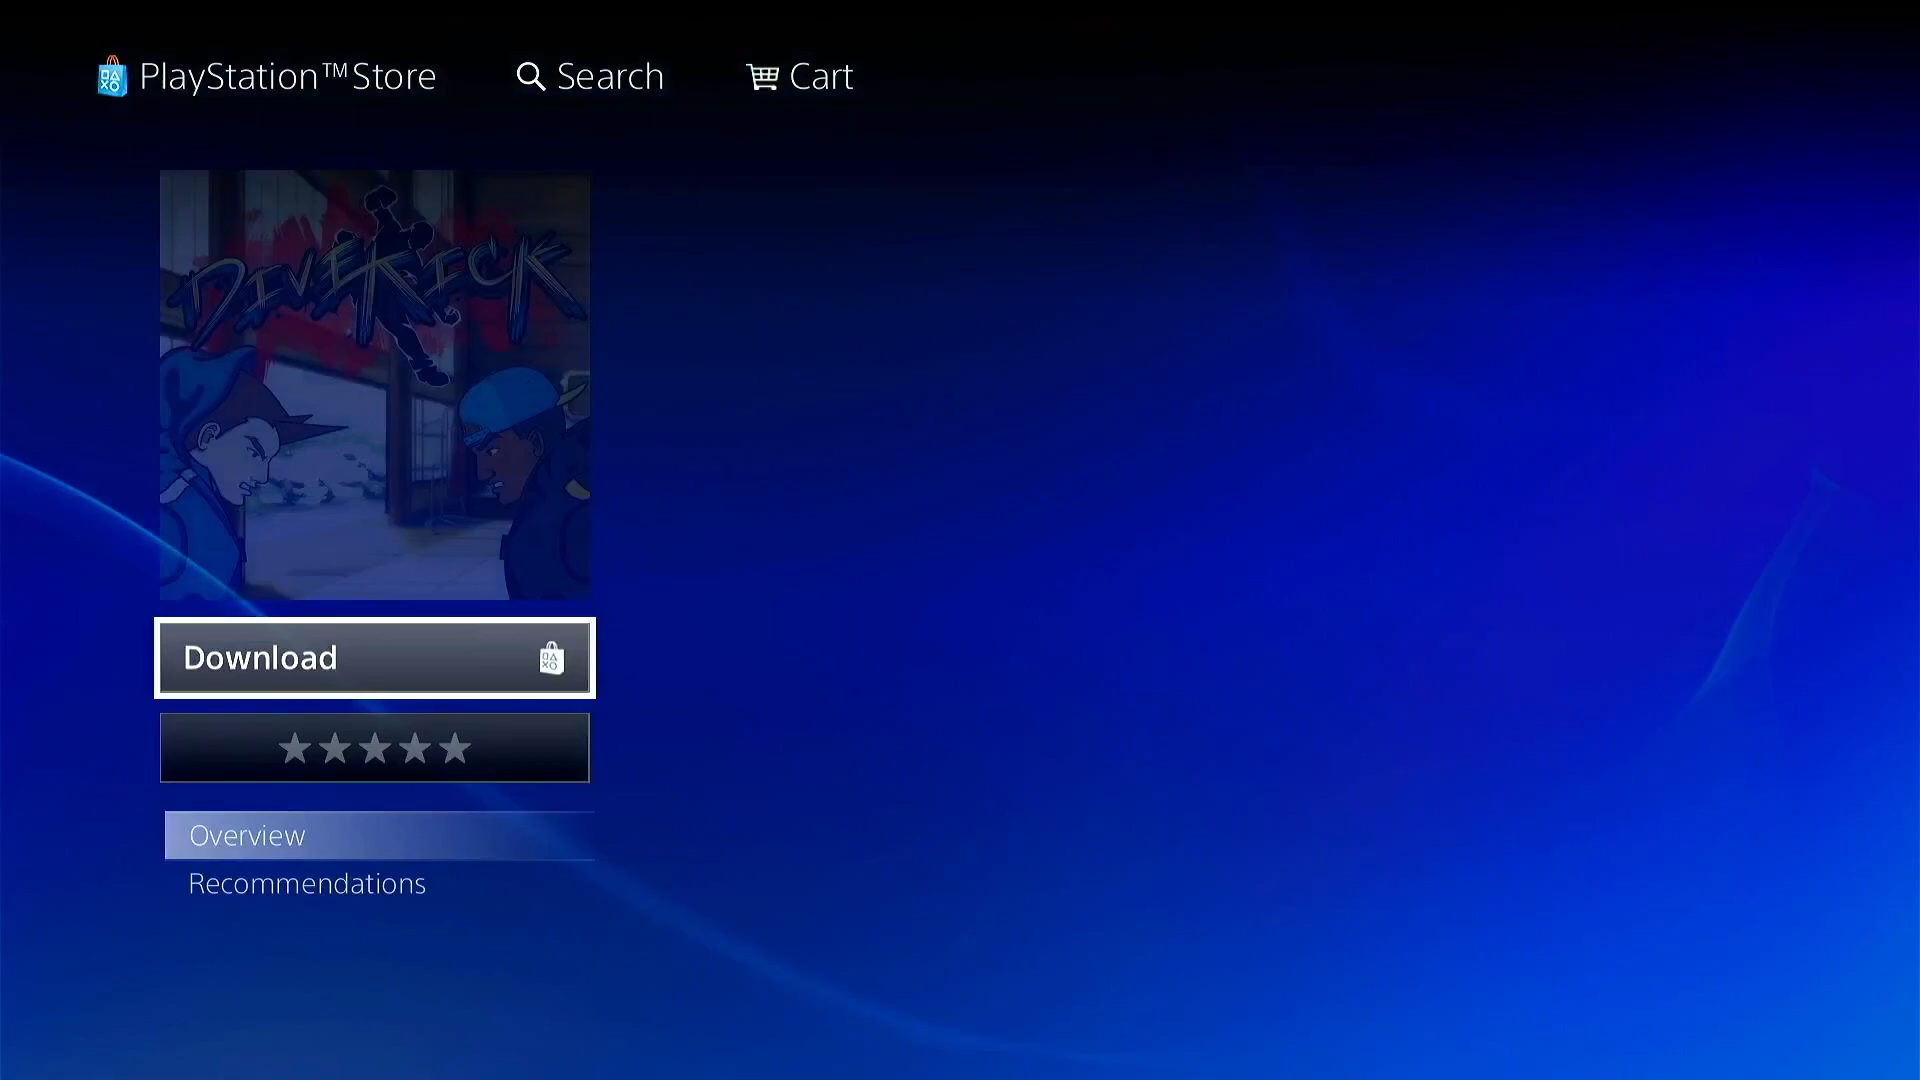 PlayStation™Store
Search
Cart
DIVEKICK
Download
Overview
Recommendations